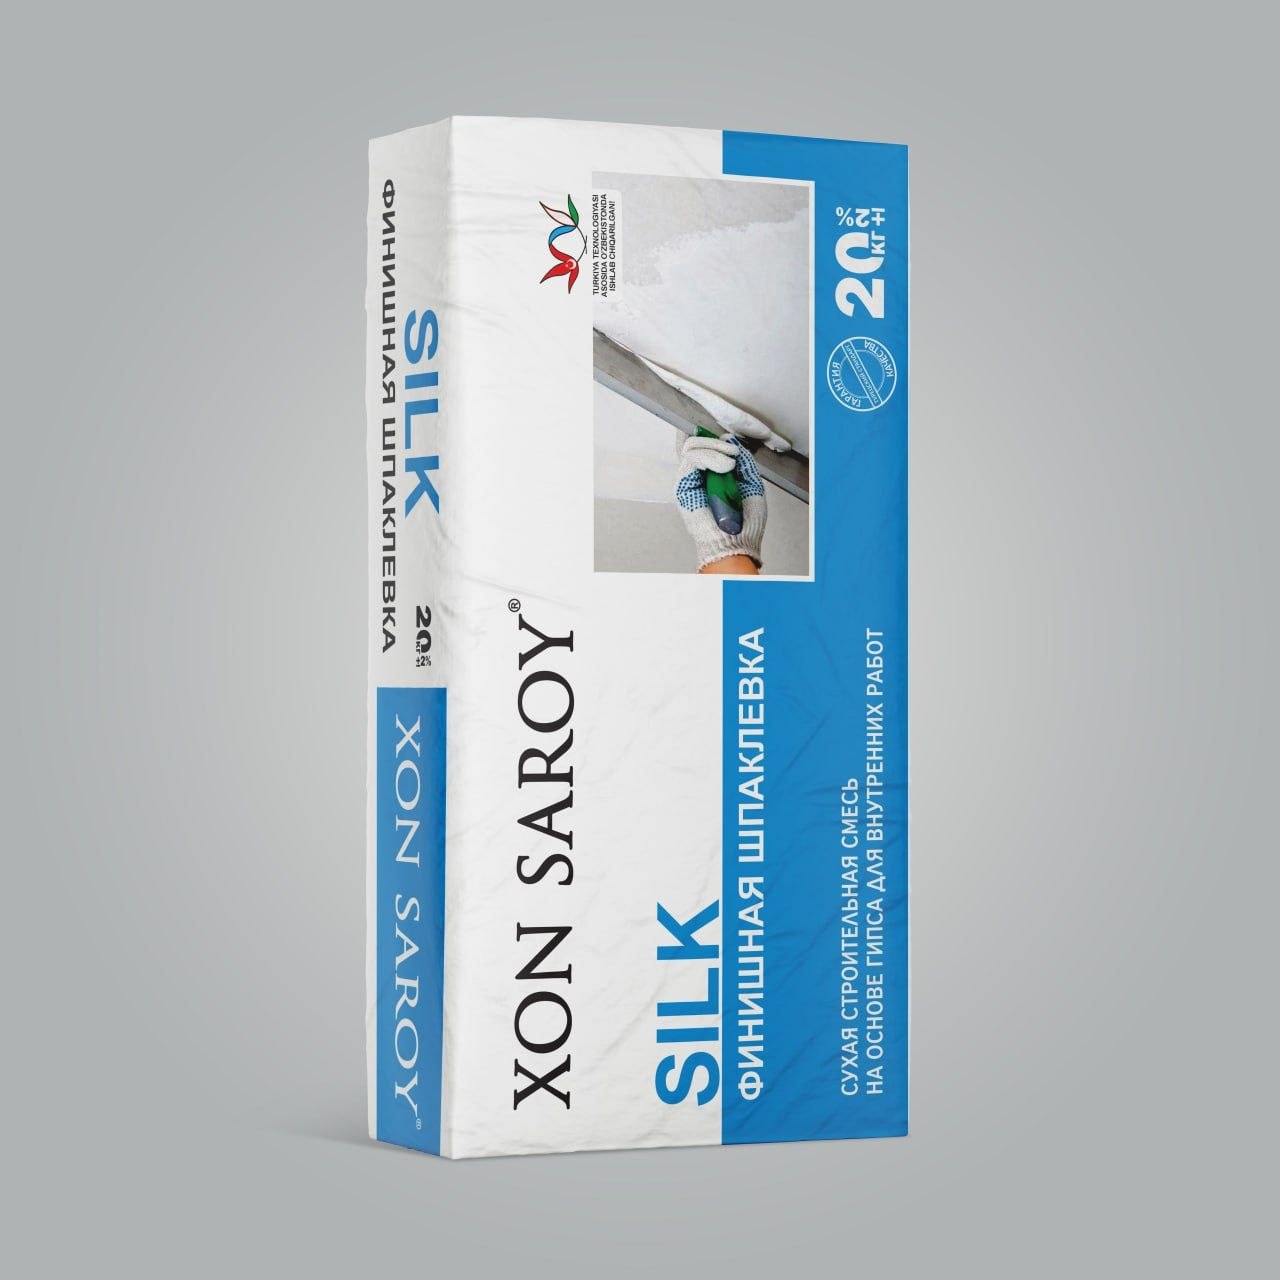 XON SAROY®
SILK
ФИНИШНАЯ ШПАКЛЕВКА
СУХАЯ СТРОИТЕЛЬНАЯ СМЕСЬ
НА ОСНОВЕ ГИПСА ДЛЯ ВНУТРЕННИХ РАБОТ
TURKIYA TEXNOLOGIYASI
ASOSIDA O'ZBEKISTONDA
ISHLAB CHIQARILGAN!
ГАРАНТИЯ
КАЧЕСТВА
20 КГ ±2%
SILK
ФИНИШНАЯ ШПАКЛЕВКА
20 КГ ±2%
XON SAROY®